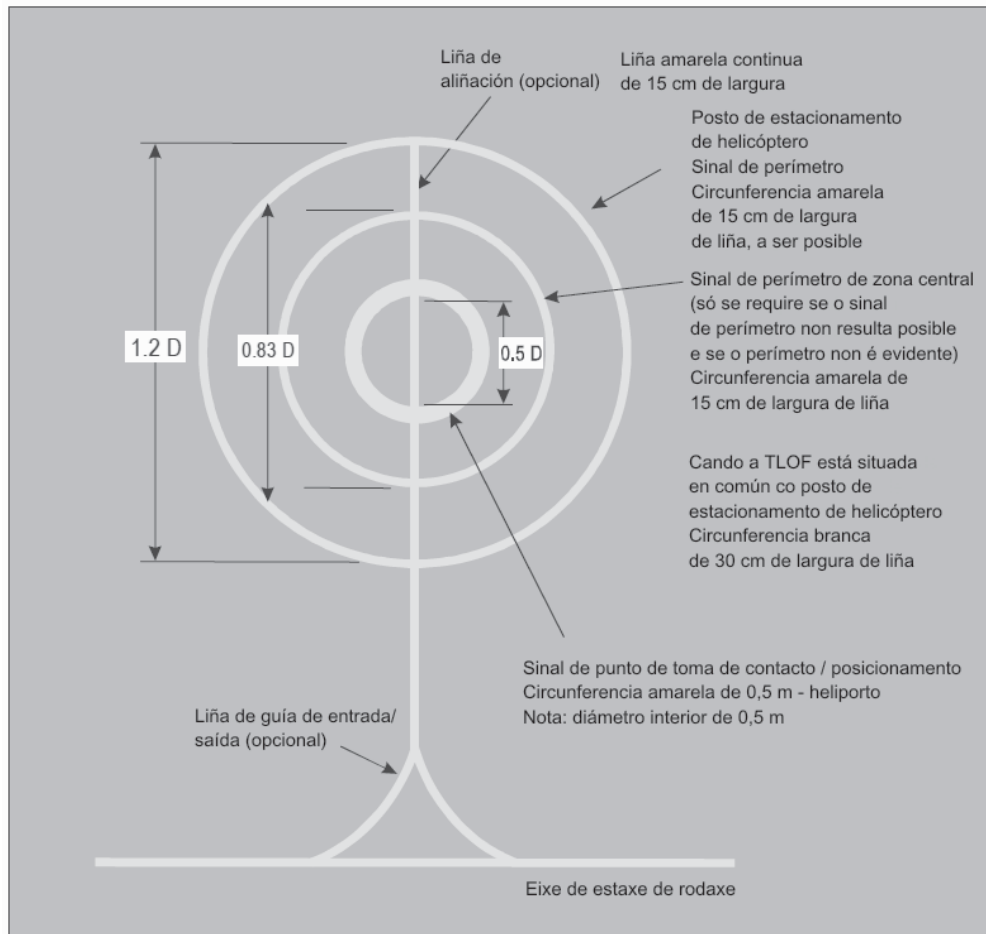 Liña de
aliñación (opcional)
Liña amarela continua
de 15 cm de largura
Posto de estacionamento
de helicóptero
Sinal de perímetro
Circunferencia amarela
de 15 cm de largura
de liña, a ser posible
Sinal de perímetro de zona central
(só se require se o sinal
de perímetro non resulta posible
e se o perímetro non é evidente)
Circunferencia amarela de
15 cm de largura de liña
1.2 D
0.83 D
0.5 D
Cando a TLOF está situada
en común co posto de
estacionamento de helicóptero
Circunferencia branca
de 30 cm de largura de liña
Sinal de punto de toma de contacto / posicionamento
Circunferencia amarela de 0,5 m - heliporto
Nota: diámetro interior de 0,5 m
Liña de guía de entrada/
saída (opcional)
Eixe de estaxe de rodaxe